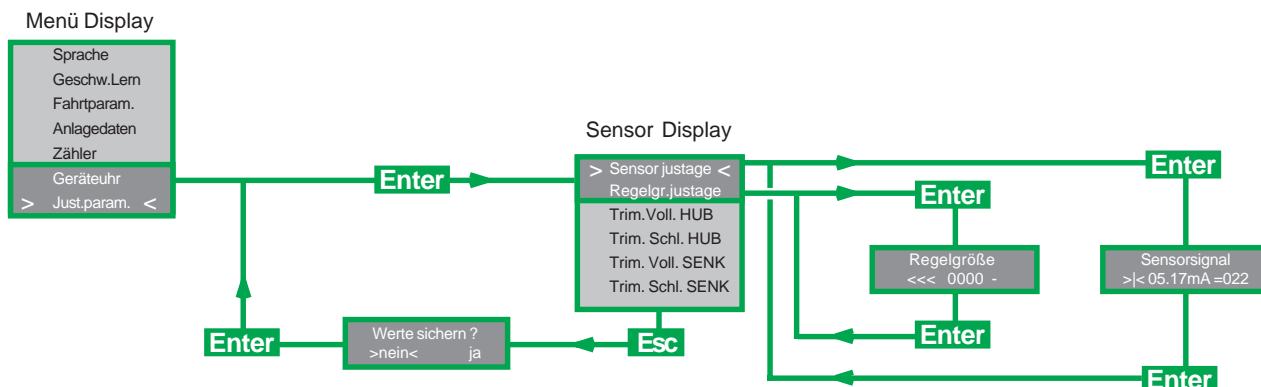 Menü Display
Sprache
Geschw.Lern
Fahrtparam.
Anlagedaten
Zähler
Geräteuhr
> Just.param. <
Enter
Sensor Display
> Sensor justage <
Regelgr.justage
Trim.Voll. HUB
Trim. Schl. HUB
Trim. Voll. SENK
Trim. Schl. SENK
Enter
Regelgröße
<<< 0000 -
Enter
Enter
Sensorsignal
>|< 05.17mA =022
Enter
Esc
Werte sichern ?
>nein< ja
Enter